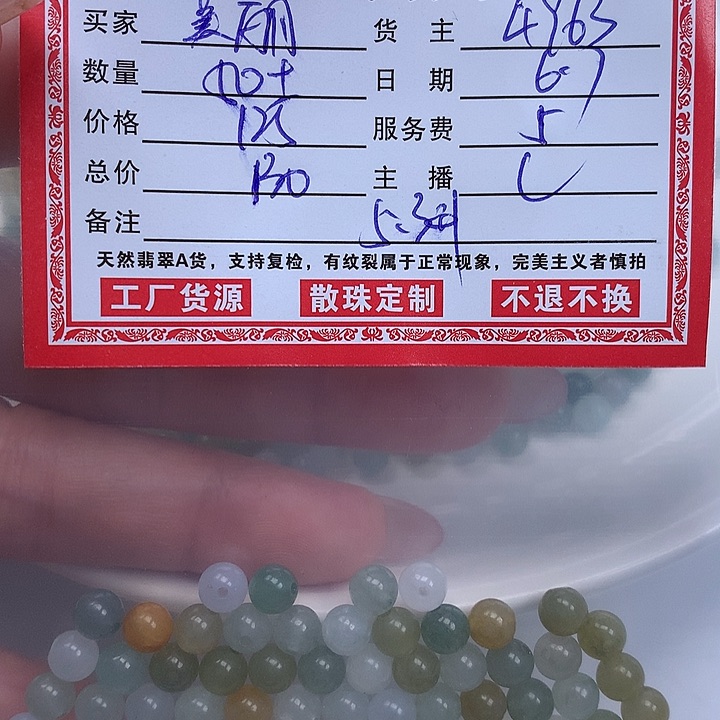 买家 美丽 货主 4963
数量 90+ 日期 6.7
价格 125 服务费 5
总价 130 主播 L
备注
天然翡翠A货，支持复检，有纹裂属于正常现象，完美主义者慎拍
工厂货源 散珠定制 不退不换